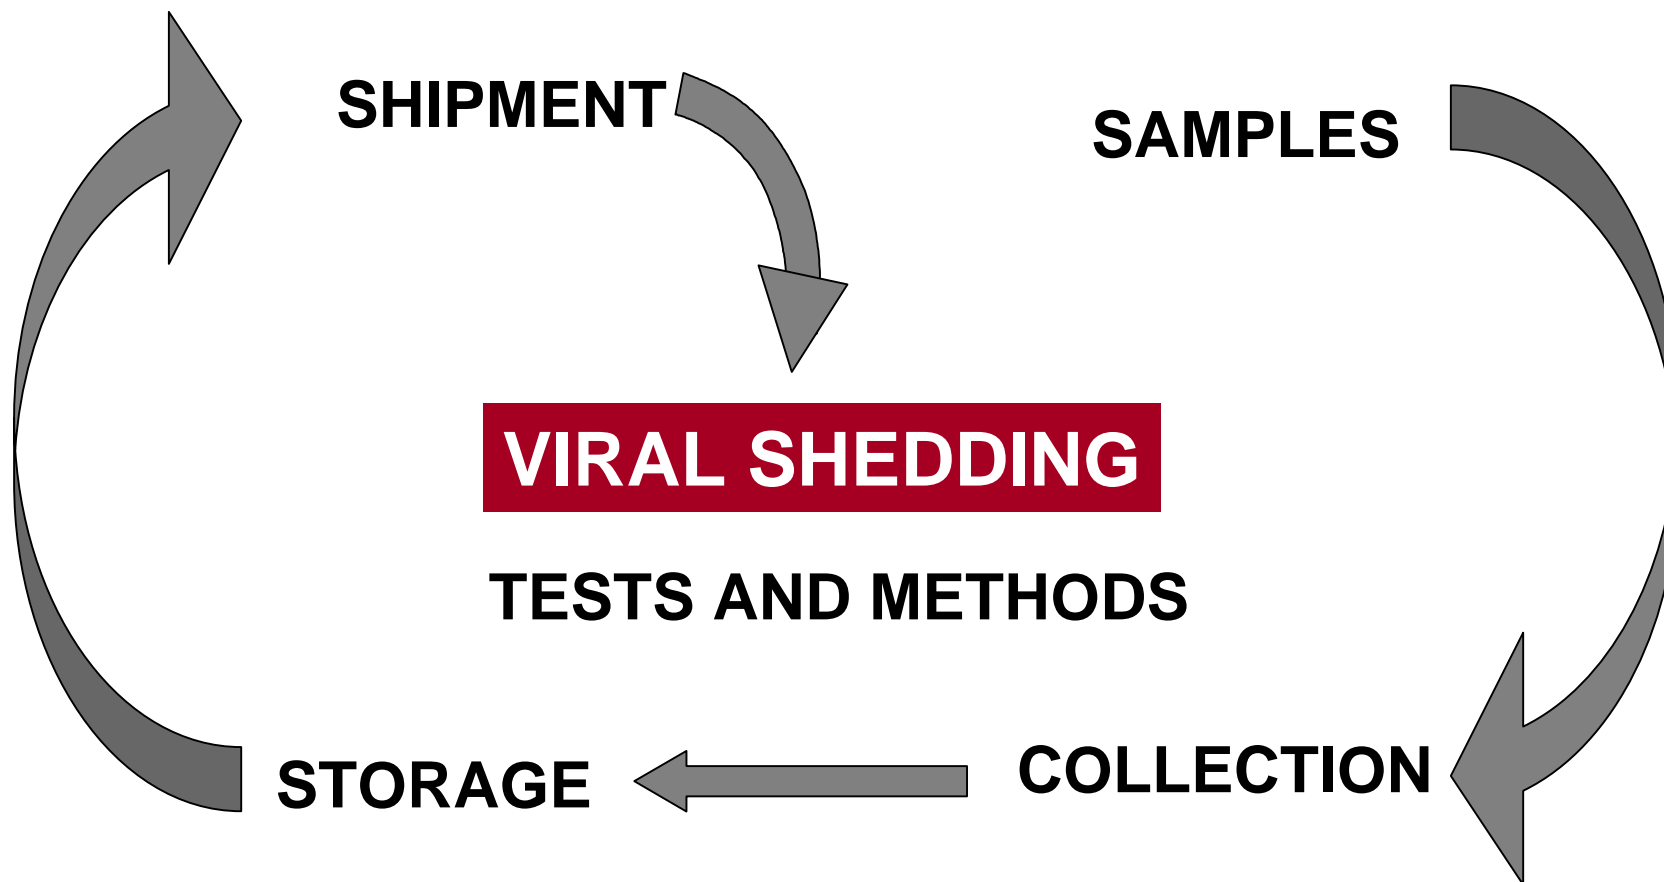 SHIPMENT
SAMPLES
VIRAL SHEDDING
TESTS AND METHODS
STORAGE
COLLECTION